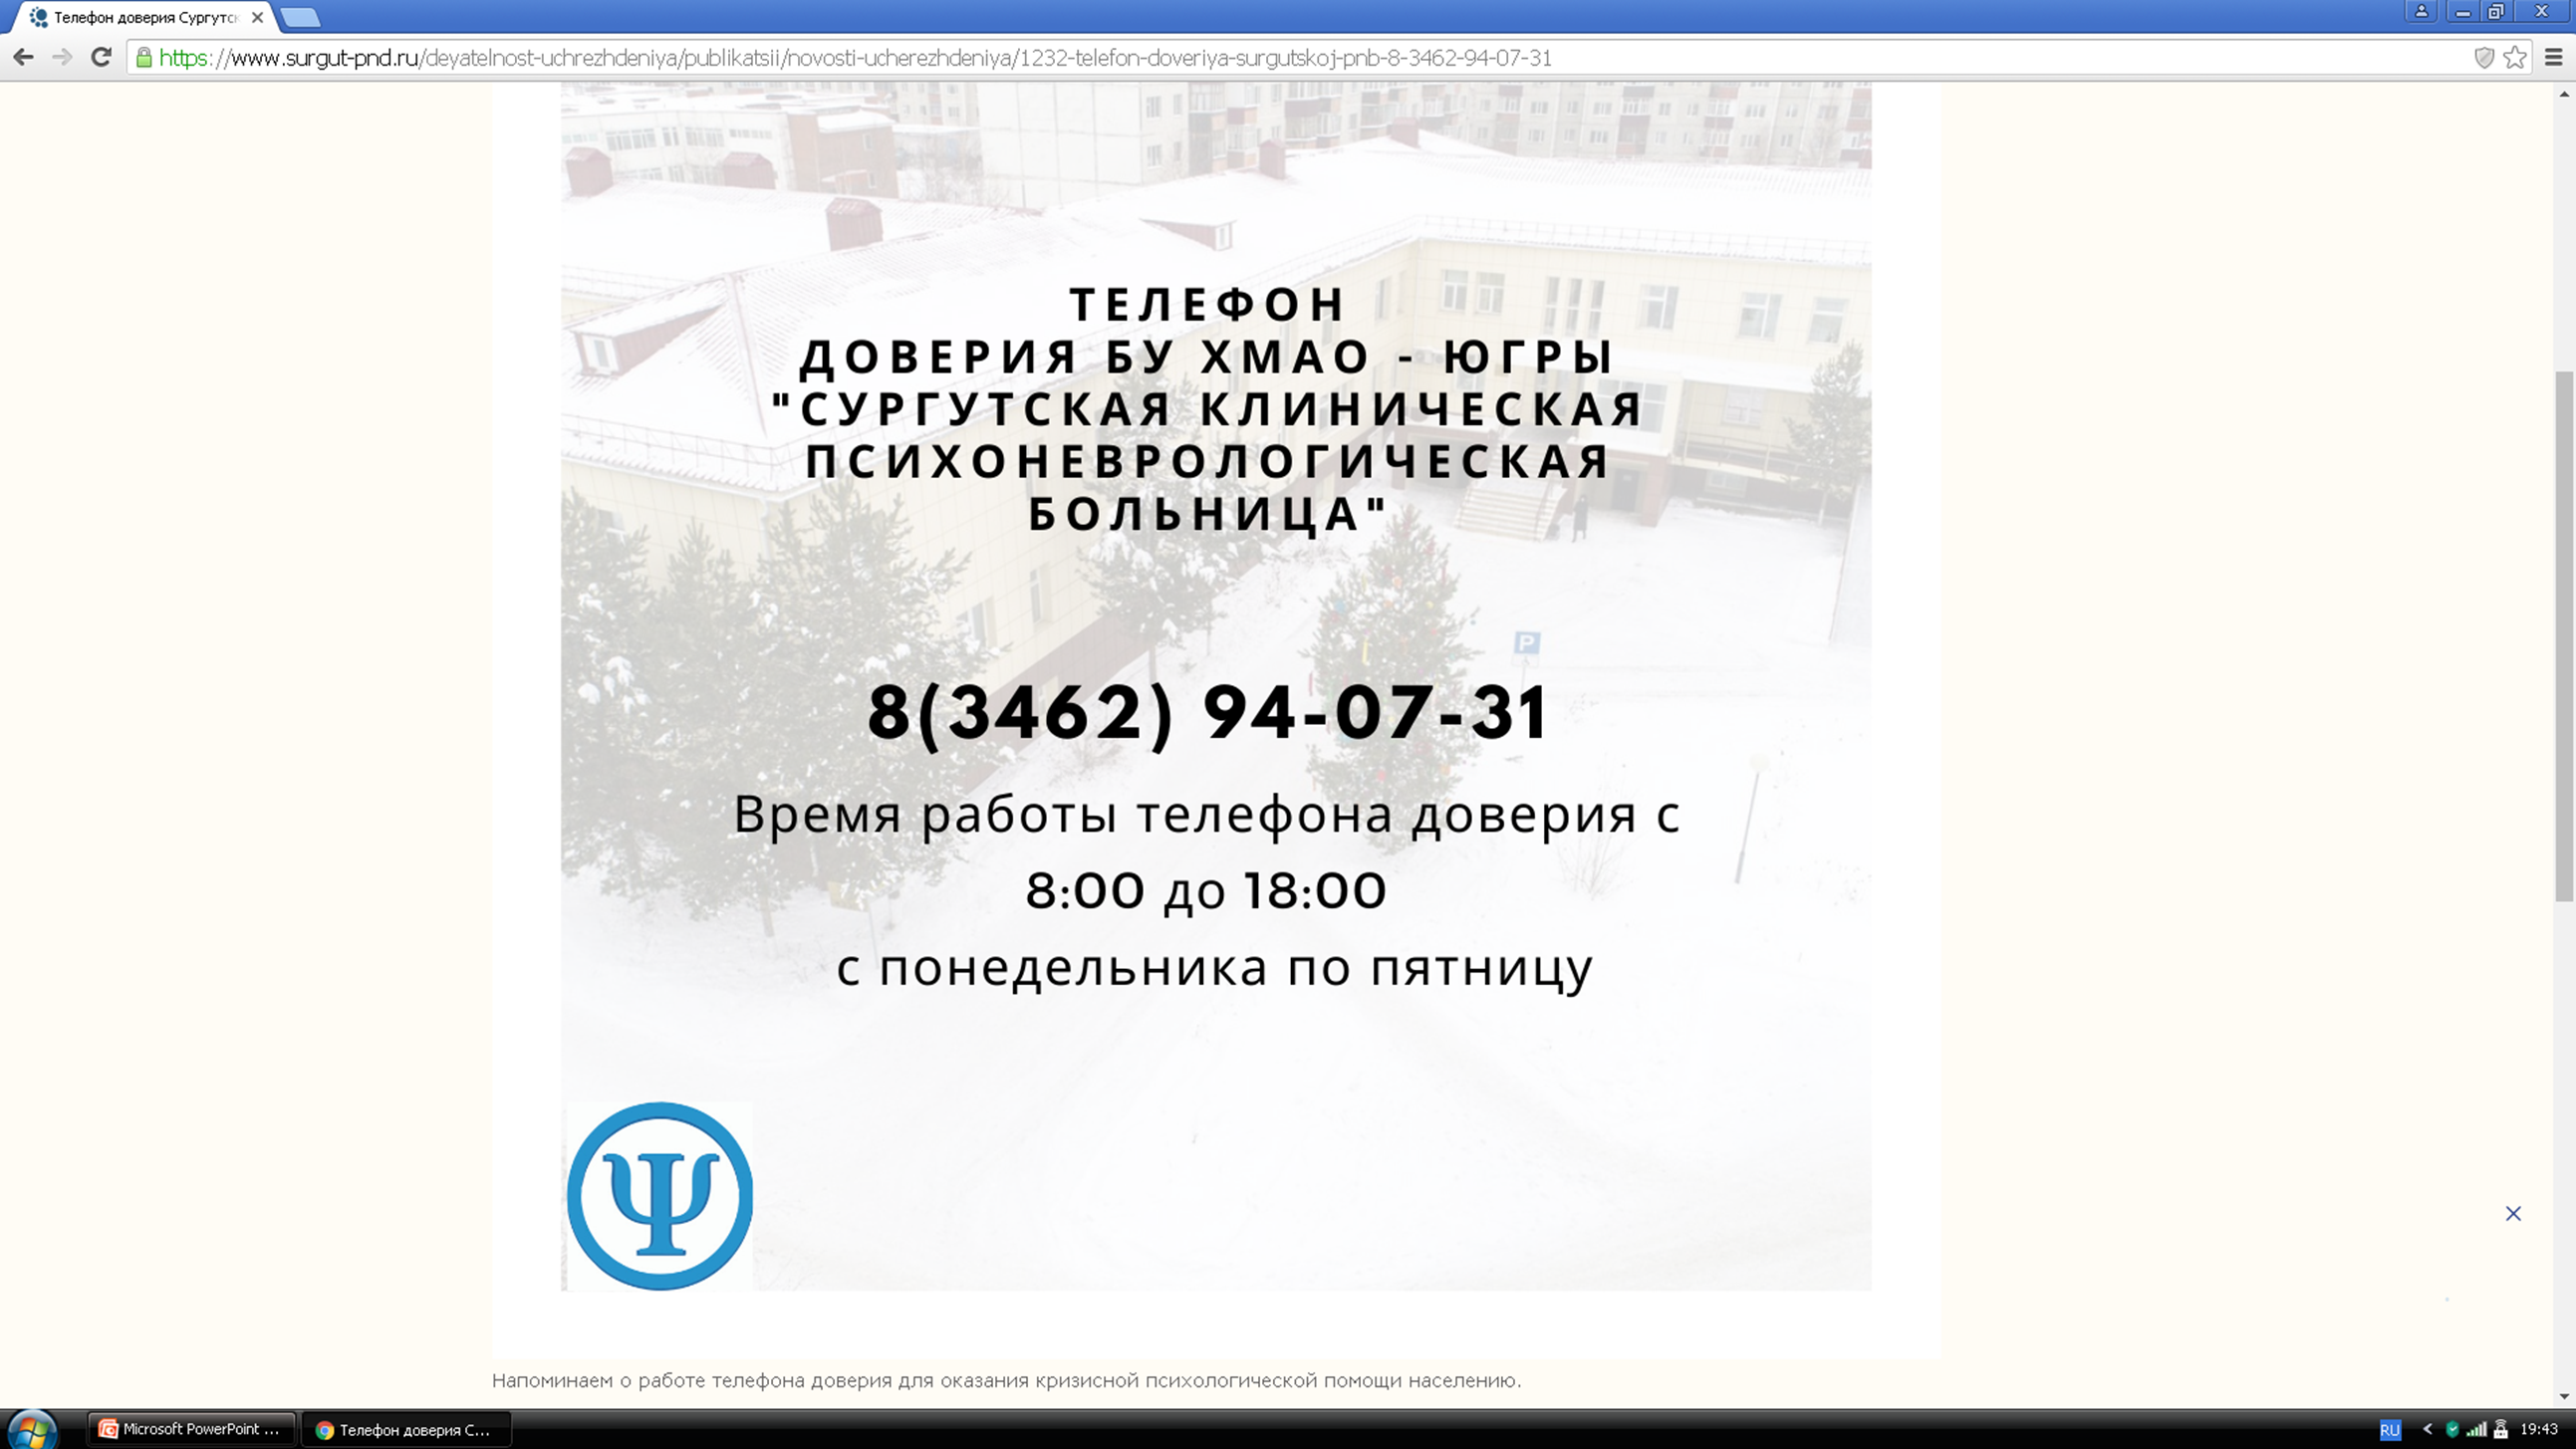 Телефон доверия Сургутск
https://www.surgut-pnd.ru/deyatelnost-uchrezhdeniya/publikatsii/novosti-ucherezhdeniya/1232-telefon-doveriya-surgutskoj-pnb-8-3462-94-07-31
ТЕЛЕФОН
ДОВЕРИЯ БУ ХМАО - ЮГРЫ
"СУРГУТСКАЯ КЛИНИЧЕСКАЯ
ПСИХОНЕВРОЛОГИЧЕСКАЯ
БОЛЬНИЦА"
P
8(3462) 94-07-31
Время работы телефона доверия с
8:00 до 18:00
с понедельника по пятницу
Ψ
Напоминаем о работе телефона доверия для оказания кризисной психологической помощи населению.
Microsoft PowerPoint ...
Телефон доверия С...
RU
19:43